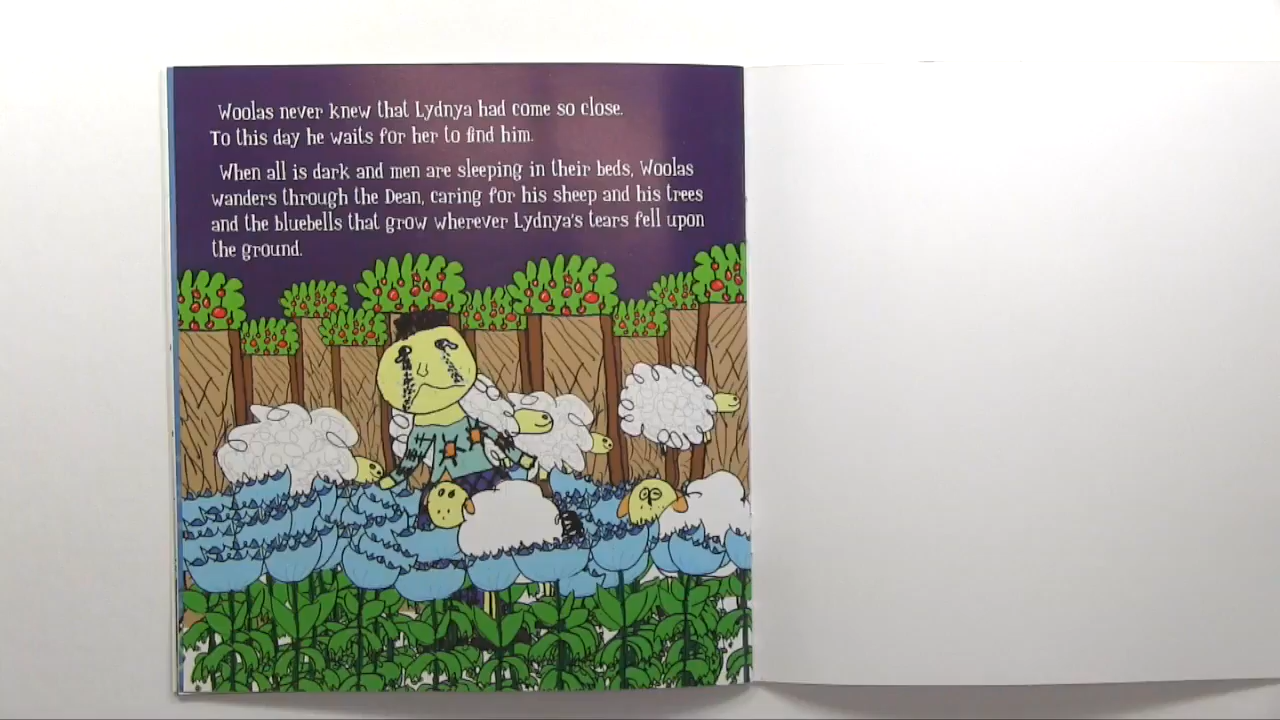 Woolas never knew that Lydnya had come so close.
To this day he waits for her to find him.
When all is dark and men are sleeping in their beds, Woolas
wanders through the Dean, caring for his sheep and his trees
and the bluebells that grow wherever Lydnya's tears fell upon
the ground.